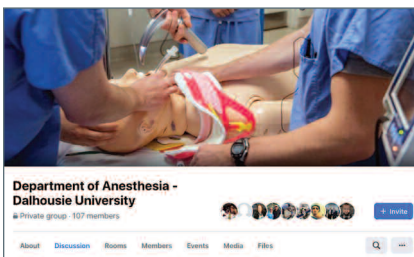 Department of Anesthesia -
Dalhousie University
Private group · 107 members
+ Invite
About Discussion Rooms Members Events Media Files